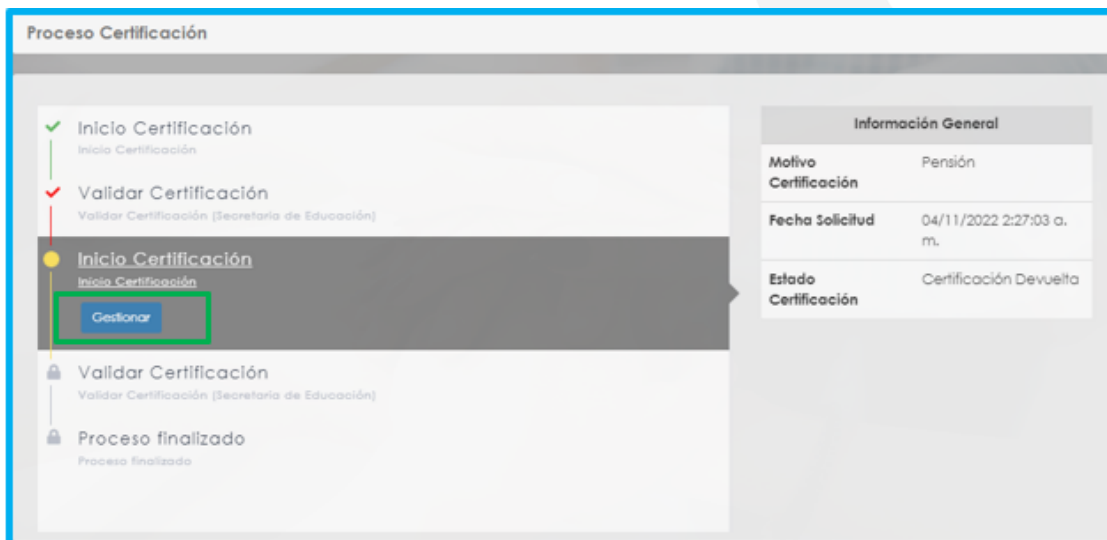 Proceso Certificación
Inicio Certificación
Inicio Certificación
Validar Certificación
Validar Certificación (Secretaria de Educación)
Inicio Certificación
Inicio Certificación
Gestionar
Validar Certificación
Validar Certificación (Secretaria de Educación)
Proceso finalizado
Proceso finalizado
Información General
Motivo Certificación
Pensión
Fecha Solicitud
04/11/2022 2:27:03 a.
m.
Estado Certificación
Certificación Devuelta